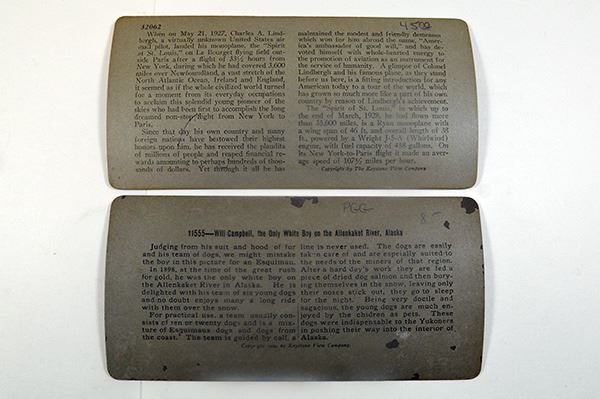 32062
4502
When on May 21, 1927, Charles A. Lind-
bergh, a virtually unknown United States air
mail pilot, landed his monoplane, the "Spirit
of St. Louis," on Le Bourget flying field out-
side Paris after a flight of 33½ hours from
New York, during which he had covered 3,600
miles over Newfoundland, a vast stretch of the
North Atlantic Ocean, Ireland and England,
it seemed as if the whole civilized world turned
for a moment from its everyday occupations
to acclaim this splendid young pioneer of the
skies who had been first to accomplish the long
dreamed non-stop flight from New York to
Paris.
Since that day his own country and many
foreign nations have bestowed their highest
honors upon him, he has received the plaudits
of millions of people and reaped financial re-
wards amounting to perhaps hundreds of thou-
sands of dollars. Yet through it all he has
maintained the modest and friendly demeanor
which won for him abroad the name, "Amer-
ica's ambassador of good will," and has de-
voted himself with whole-hearted energy to
the promotion of aviation as an instrument for
the service of humanity. A glimpse of Colonel
Lindbergh and his famous plane, as they stand
before us here, is a fitting introduction for any
American today to a tour of the world, which
has grown so much more like a part of his own
country by reason of Lindbergh's achievement.
The "Spirit of St. Louis," in which up to
the end of March, 1928, he had flown more
than 35,600 miles, is a Ryan monoplane with
a wing span of 46 ft. and overall length of 38
ft., powered by a Wright J-5-A (Whirlwind)
engine, with fuel capacity of 458 gallons. On
its New York-to-Paris flight it made an aver-
age speed of 107½ miles per hour.
Copyright by The Keystone View Company
PGG
8-
11555—Will Campbell, the Only White Boy on the Allenkaket River, Alaska
Judging from his suit and hood of fur
and his team of dogs, we might mistake
the boy in this picture for an Esquimau.
In 1898, at the time of the great rush
for gold, he was the only white boy on
the Allenkaket River in Alaska. He is
delighted with his team of six young dogs
and no doubt enjoys many a long ride
with them over the snow.
For practical use, a team usually con-
sists of ten or twenty dogs and is a mix-
ture of Esquimaux dogs and dogs from
the coast. The team is guided by call, a
line is never used. The dogs are easily
taken care of and are especially suited to
the needs of the miners of that region.
After a hard day's work they are fed a
piece of dried dog salmon and then bury-
ing themselves in the snow, leaving only
their noses stick out, they go to sleep
for the night. Being very docile and
sagacious, the young dogs are much en-
joyed by the children as pets. These
dogs were indispensable to the Yukoners
in pushing their way into the interior of
Alaska.
Copyright by Keystone View Company